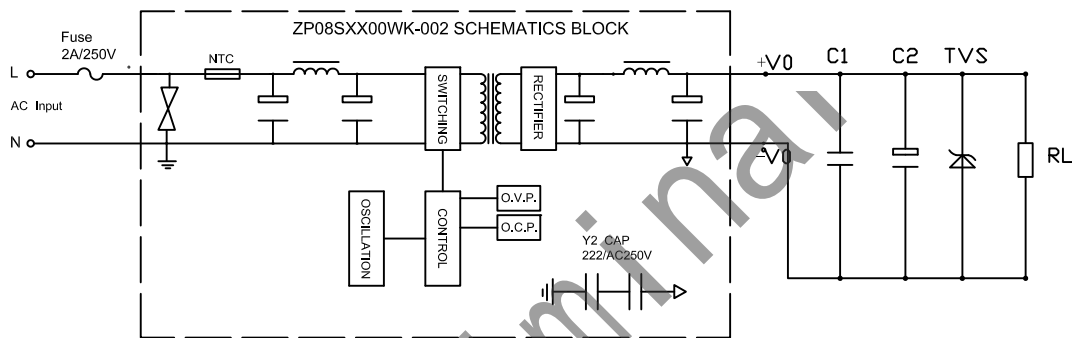 ZP08SXX00WK-002 SCHEMATICS BLOCK
Fuse
2A/250V
NTC
L
AC Input
N
SWITCHING
RECTIFIER
+V0
-V0
C1
C2
TVS
RL
OSCILLATION
CONTROL
O.V.P.
O.C.P.
Y2 CAP
222/AC250V
iminar